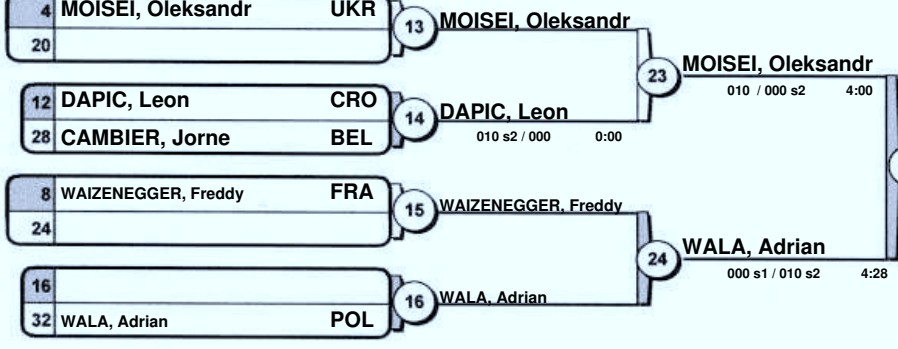 4 MOISEI, Oleksandr UKR
20
13 MOISEI, Oleksandr
12 DAPIC, Leon CRO
28 CAMBIER, Jorne BEL
14 DAPIC, Leon
010 s2 / 000 0:00
23 MOISEI, Oleksandr
010 / 000 s2 4:00
8 WAIZENEGGER, Freddy FRA
24
15 WAIZENEGGER, Freddy
16
32 WALA, Adrian POL
16 WALA, Adrian
24 WALA, Adrian
000 s1 / 010 s2 4:28